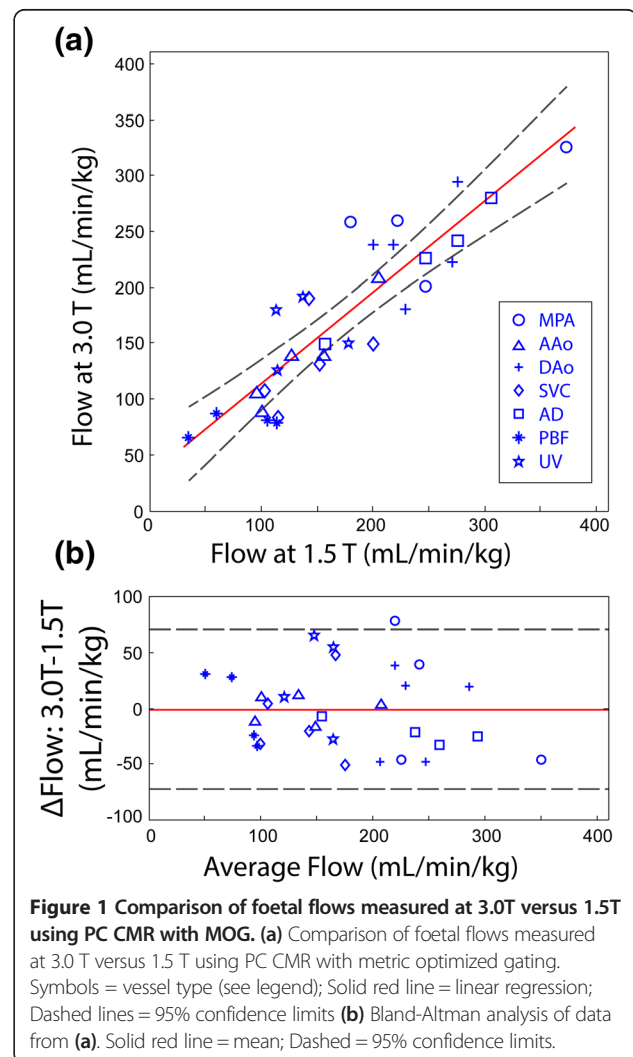 (a)
400
350
300
250
200
150
100
50
0
Flow at 3.0 T (mL/min/kg)
MPA
AAo
DAo
SVC
AD
PBF
UV
0 100 200 300 400
Flow at 1.5 T (mL/min/kg)
(b)
100
50
0
-50
-100
ΔFlow: 3.0T-1.5T
(mL/min/kg)
0 100 200 300 400
Average Flow (mL/min/kg)
Figure 1 Comparison of foetal flows measured at 3.0T versus 1.5T
using PC CMR with MOG. (a) Comparison of foetal flows measured
at 3.0 T versus 1.5 T using PC CMR with metric optimized gating.
Symbols = vessel type (see legend); Solid red line = linear regression;
Dashed lines = 95% confidence limits (b) Bland-Altman analysis of data
from (a). Solid red line = mean; Dashed = 95% confidence limits.